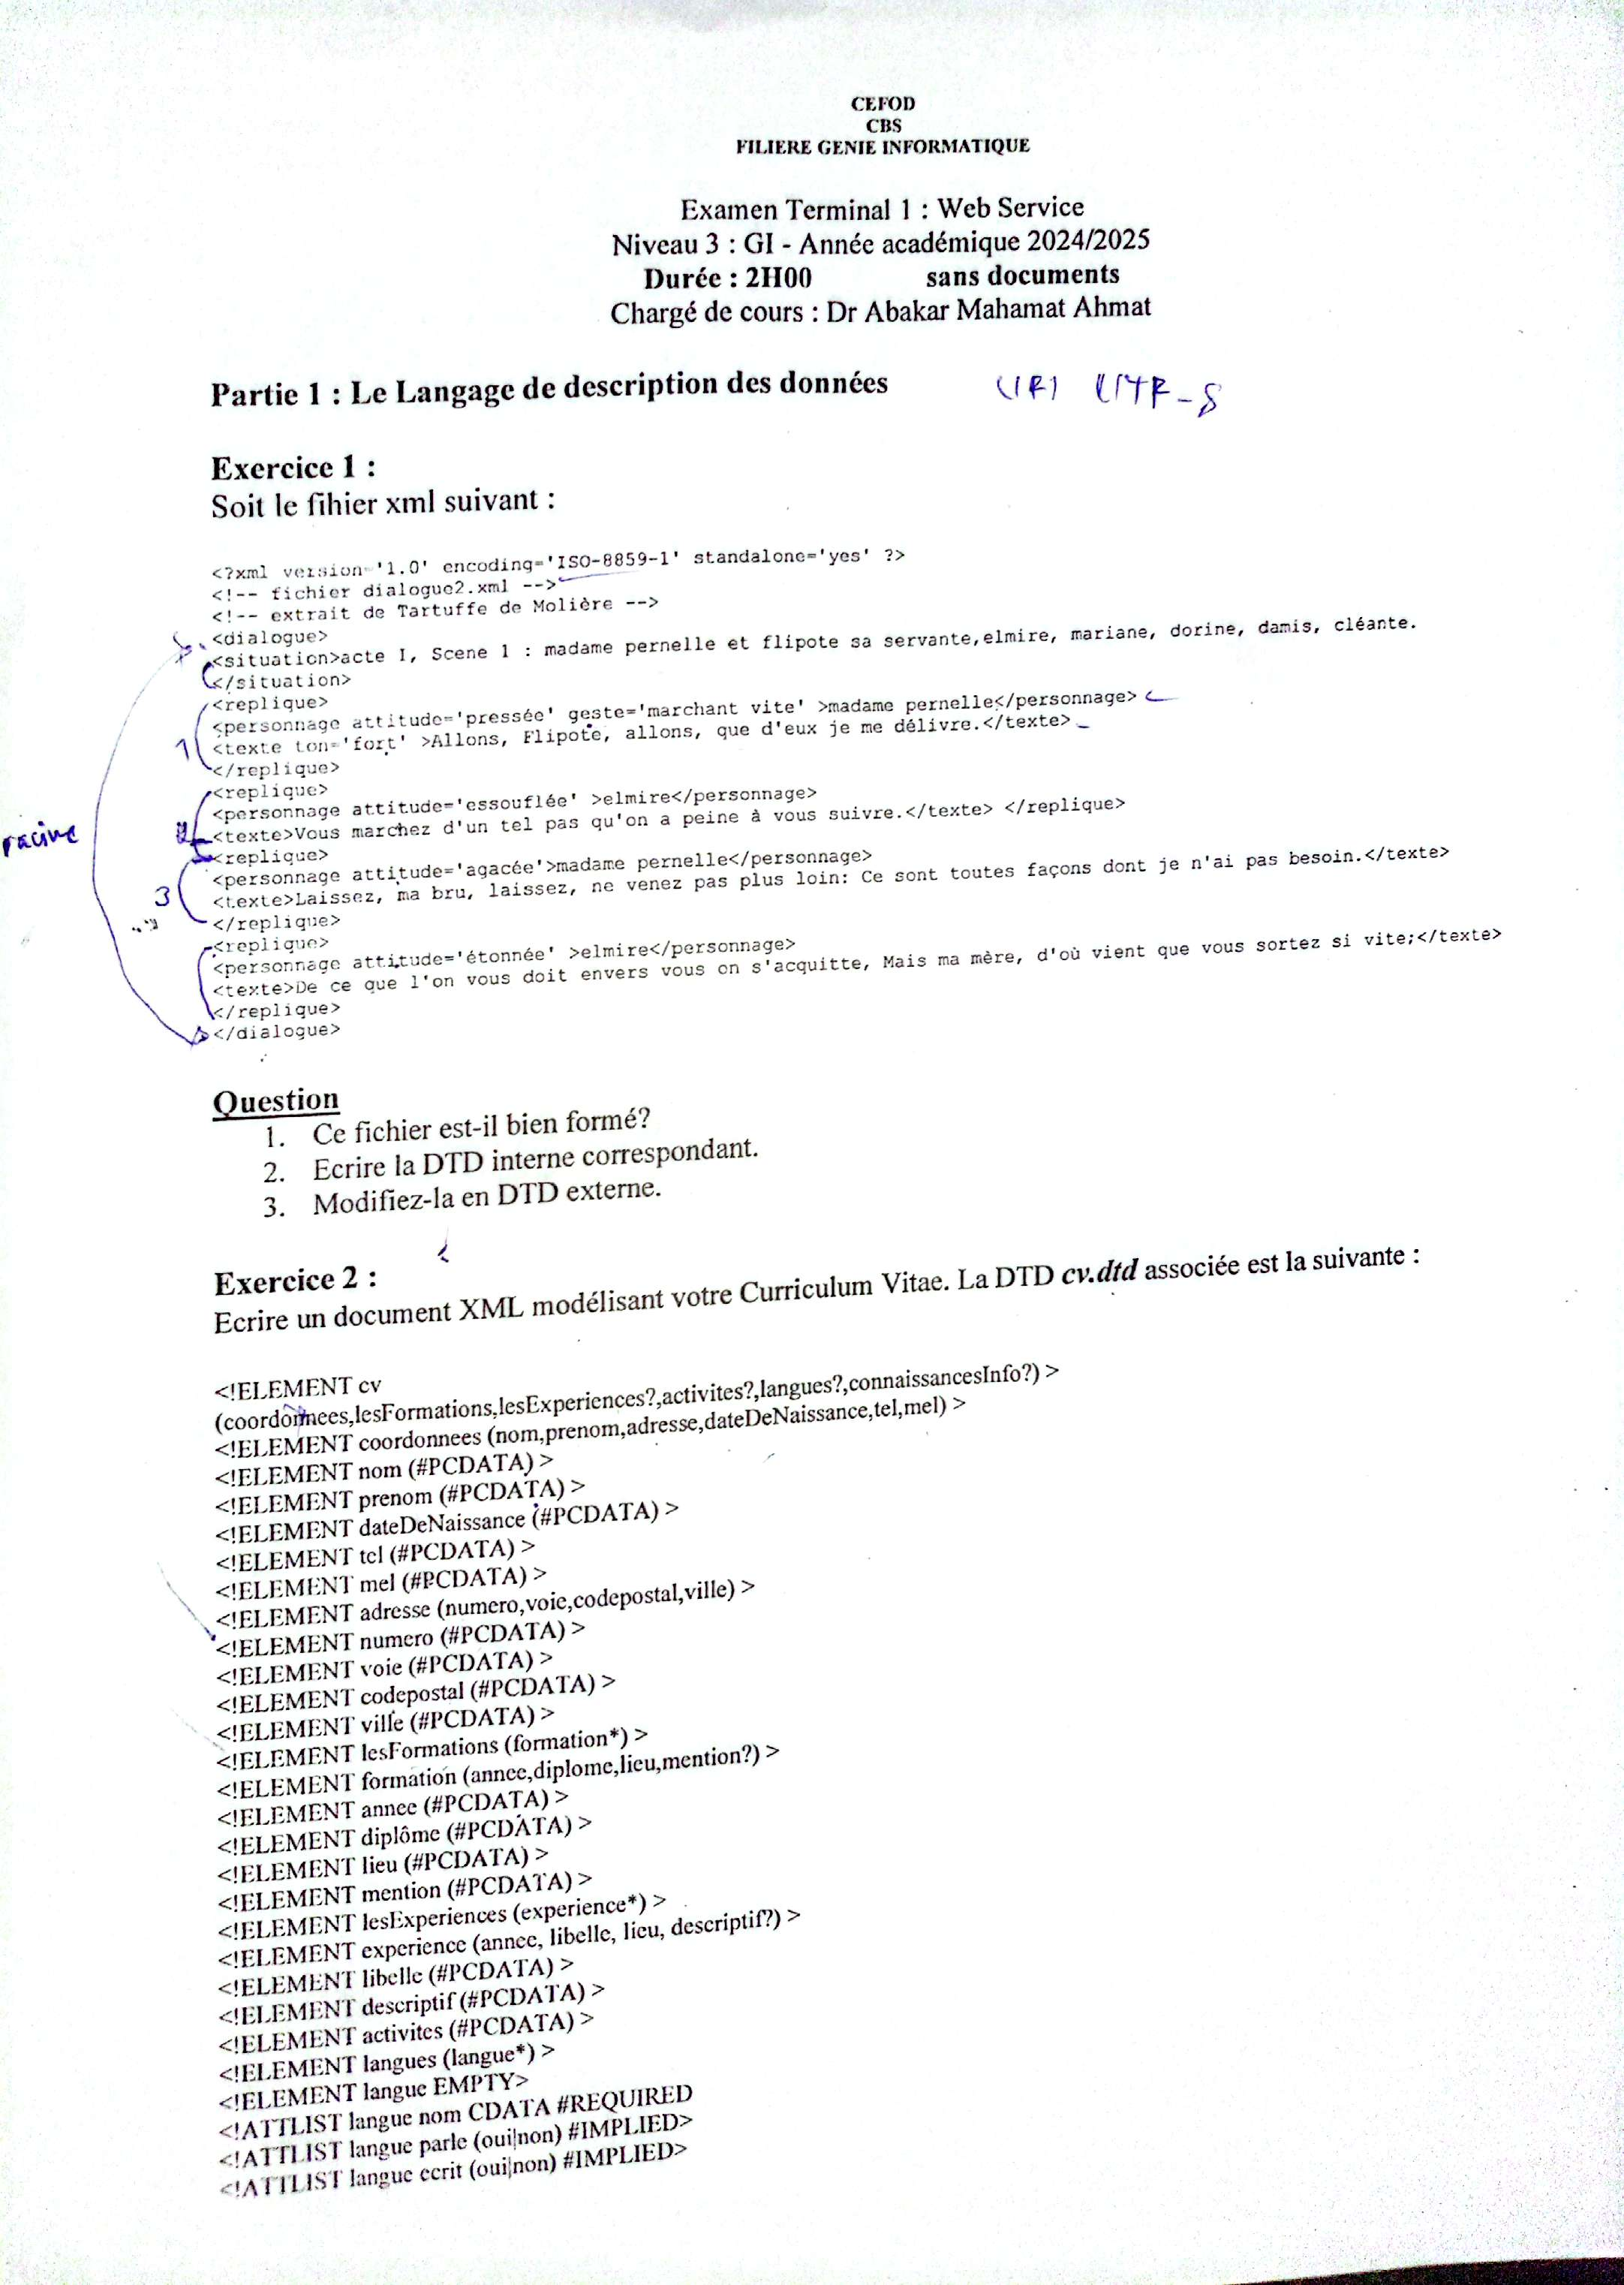 CEFOD
CBS
FILIERE GENIE INFORMATIQUE
Examen Terminal 1 : Web Service
Niveau 3 : GI - Année académique 2024/2025
Durée : 2H00 sans documents
Chargé de cours : Dr Abakar Mahamat Ahmat
Partie 1 : Le Langage de description des données
UTF-8
Exercice 1 :
Soit le fihier xml suivant :
<?xml version='1.0' encoding='ISO-8859-1' standalone='yes' ?>
<!-- fichier dialogue2.xml -->
<!-- extrait de Tartuffe de Molière -->
<dialogue>
<situation>acte I, Scene 1 : madame pernelle et flipote sa servante,elmire, mariane, dorine, damis, cléante.
</situation>
<replique>
<personnage attitude='pressée' geste='marchant vite' >madame pernelle</personnage>
1 <texte ton='fort' >Allons, Flipote, allons, que d'eux je me délivre.</texte>
</replique>
<replique>
<personnage attitude='essouflée' >elmire</personnage>
racine
<texte>Vous marchez d'un tel pas qu'on a peine à vous suivre.</texte> </replique>
<replique>
<personnage attitude='agacée'>madame pernelle</personnage>
3 <texte>Laissez, ma bru, laissez, ne venez pas plus loin: Ce sont toutes façons dont je n'ai pas besoin.</texte>
</replique>
<replique>
<personnage attitude='étonnée' >elmire</personnage>
<texte>De ce que l'on vous doit envers vous on s'acquitte, Mais ma mère, d'où vient que vous sortez si vite;</texte>
</replique>
</dialogue>
Question
1. Ce fichier est-il bien formé?
2. Ecrire la DTD interne correspondant.
3. Modifiez-la en DTD externe.
Exercice 2 :
Ecrire un document XML modélisant votre Curriculum Vitae. La DTD cv.dtd associée est la suivante :
<!ELEMENT cv
(coordonnees,lesFormations,lesExperiences?,activites?,langues?,connaissancesInfo?) >
<!ELEMENT coordonnees (nom,prenom,adresse,dateDeNaissance,tel,mel) >
<!ELEMENT nom (#PCDATA) >
<!ELEMENT prenom (#PCDATA) >
<!ELEMENT dateDeNaissance (#PCDATA) >
<!ELEMENT tel (#PCDATA) >
<!ELEMENT mel (#PCDATA) >
<!ELEMENT adresse (numero,voie,codepostal,ville) >
<!ELEMENT numero (#PCDATA) >
<!ELEMENT voie (#PCDATA) >
<!ELEMENT codepostal (#PCDATA) >
<!ELEMENT ville (#PCDATA) >
<!ELEMENT lesFormations (formation*) >
<!ELEMENT formation (annee,diplome,lieu,mention?) >
<!ELEMENT annee (#PCDATA) >
<!ELEMENT diplôme (#PCDATA) >
<!ELEMENT lieu (#PCDATA) >
<!ELEMENT mention (#PCDATA) >
<!ELEMENT lesExperiences (experience*) >
<!ELEMENT experience (annee, libelle, lieu, descriptif?) >
<!ELEMENT libelle (#PCDATA) >
<!ELEMENT descriptif (#PCDATA) >
<!ELEMENT activites (#PCDATA) >
<!ELEMENT langues (langue*) >
<!ELEMENT langue EMPTY>
<!ATTLIST langue nom CDATA #REQUIRED
<!ATTLIST langue parle (oui|non) #IMPLIED>
<!ATTLIST langue ecrit (oui|non) #IMPLIED>